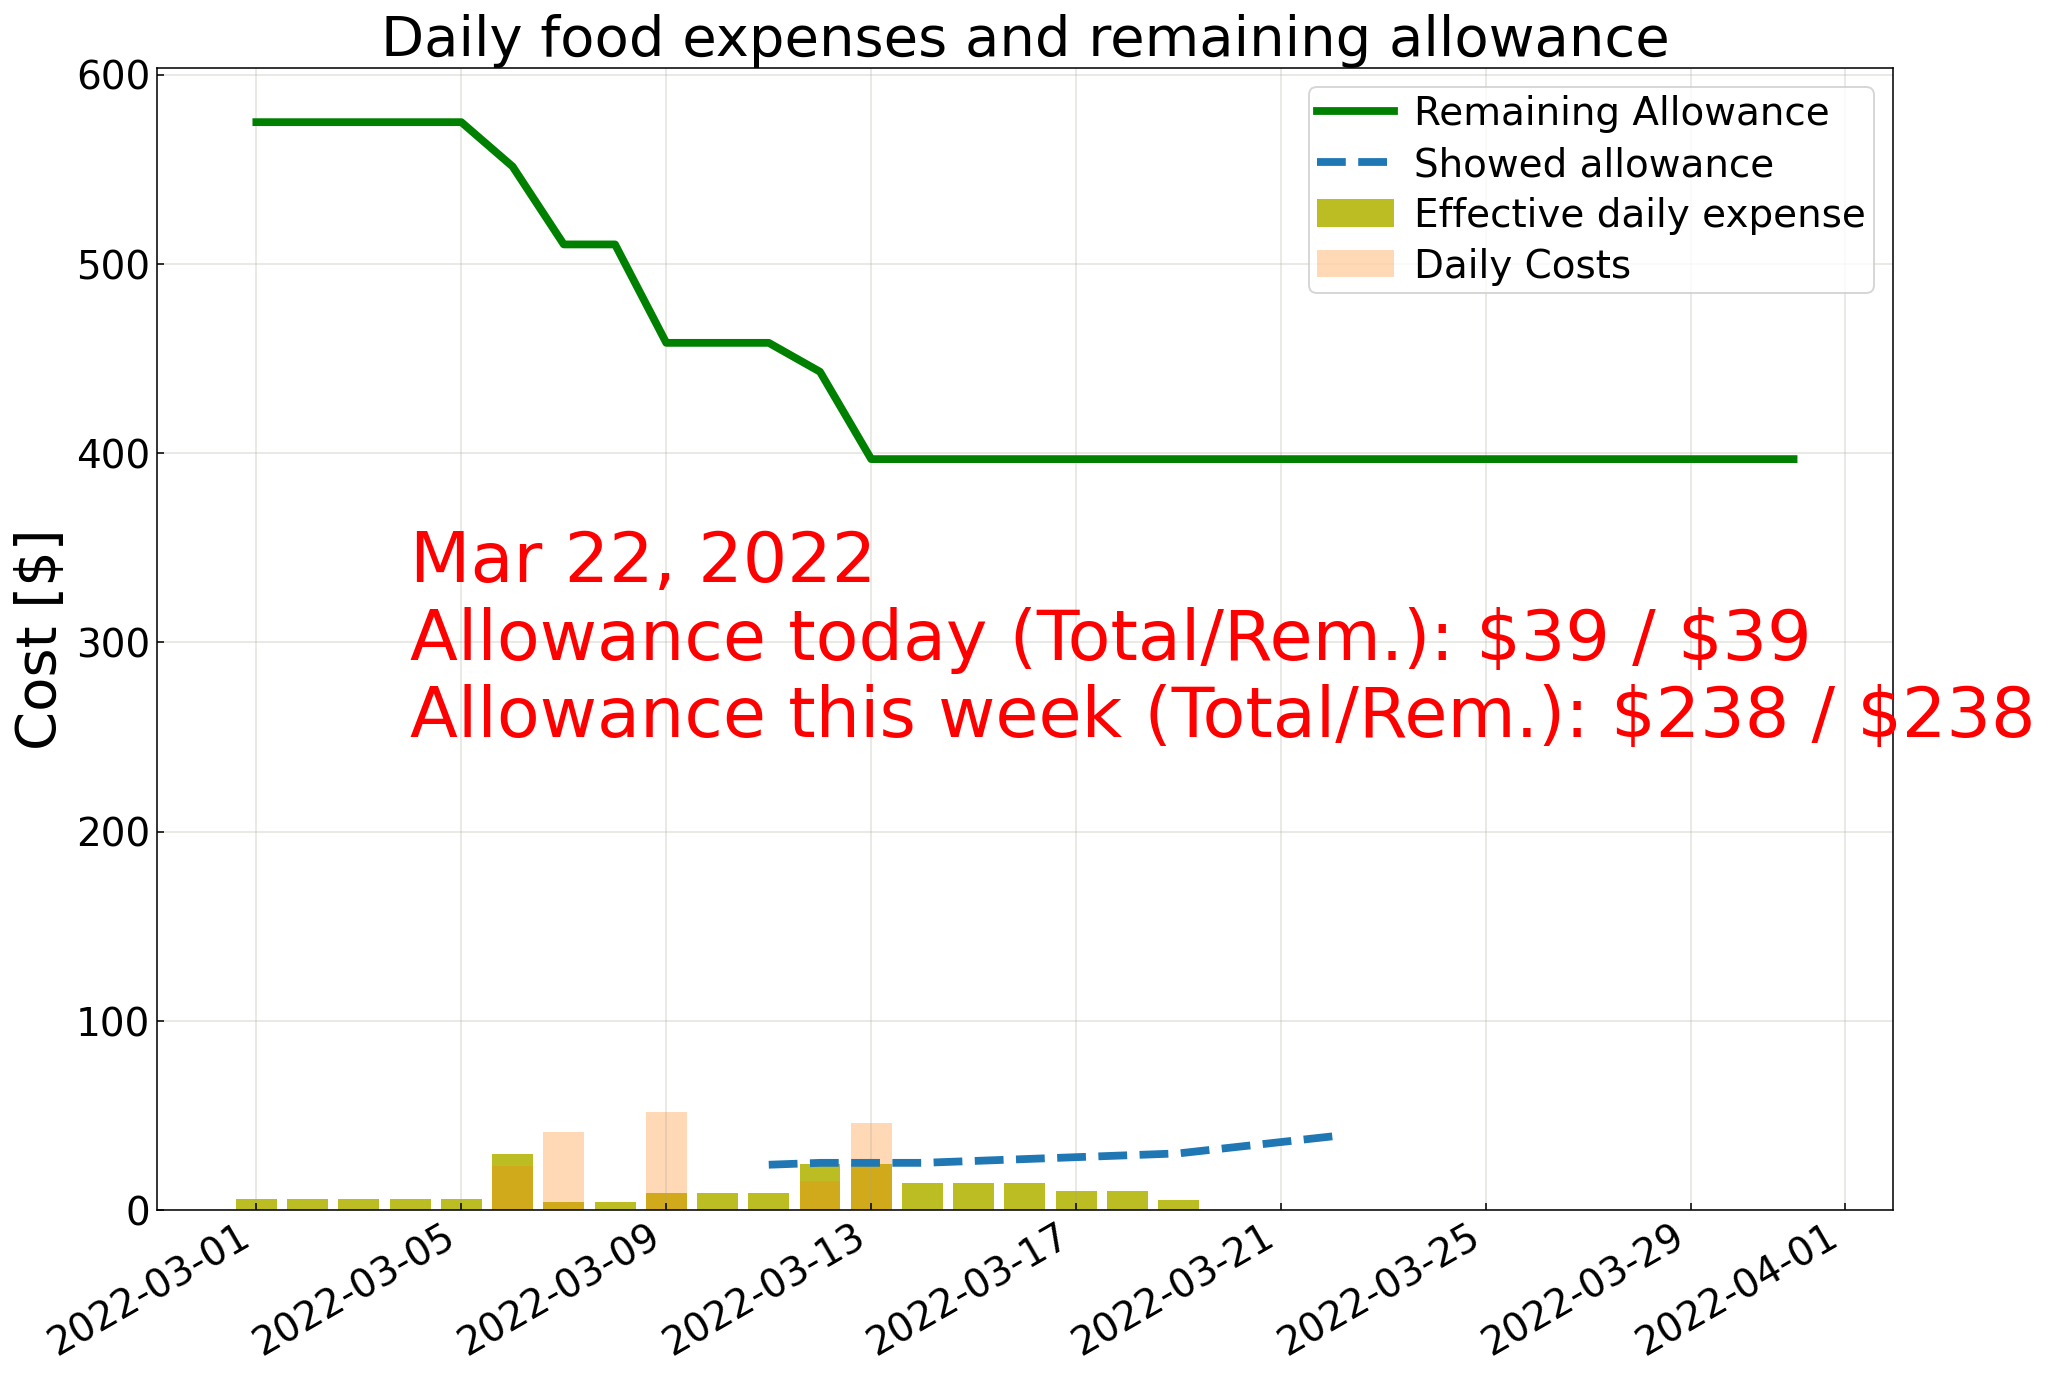 Daily food expenses and remaining allowance
Cost [$]
600
500
400
300
200
100
0
Remaining Allowance
Showed allowance
Effective daily expense
Daily Costs
Mar 22, 2022
Allowance today (Total/Rem.): $39 / $39
Allowance this week (Total/Rem.): $238 / $238
2022-03-01
2022-03-05
2022-03-09
2022-03-13
2022-03-17
2022-03-21
2022-03-25
2022-03-29
2022-04-01